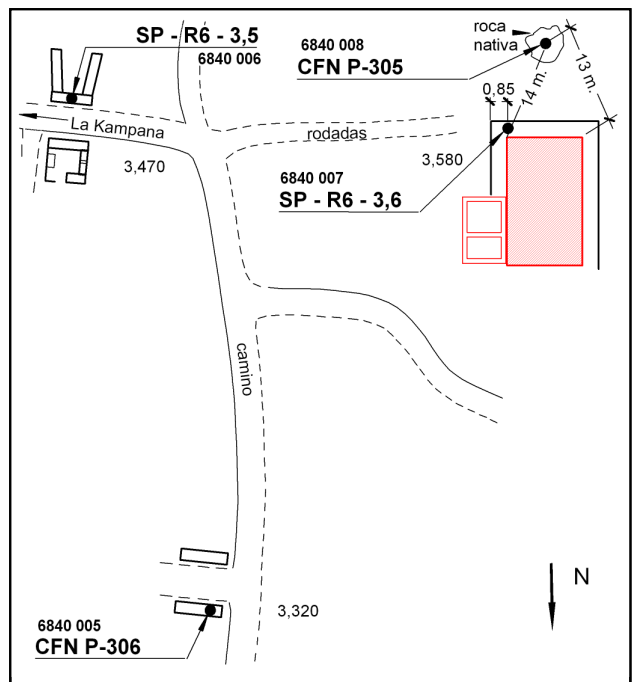 SP - R6 - 3,5
6840 006
6840 008
CFN P-305
roca
nativa
14 m.
13 m.
0,85
La Kampana
rodadas
3,470
3,580
6840 007
SP - R6 - 3,6
camino
N
3,320
6840 005
CFN P-306